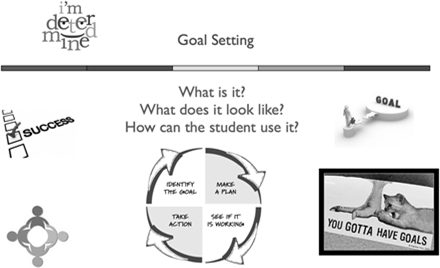 i'm
deter
mined
Goal Setting
What is it?
What does it look like?
How can the student use it?
SUCCESS
GOAL
IDENTIFY
THE GOAL
MAKE
A PLAN
TAKE
ACTION
SEE IF IT
IS WORKING
YOU GOTTA HAVE GOALS